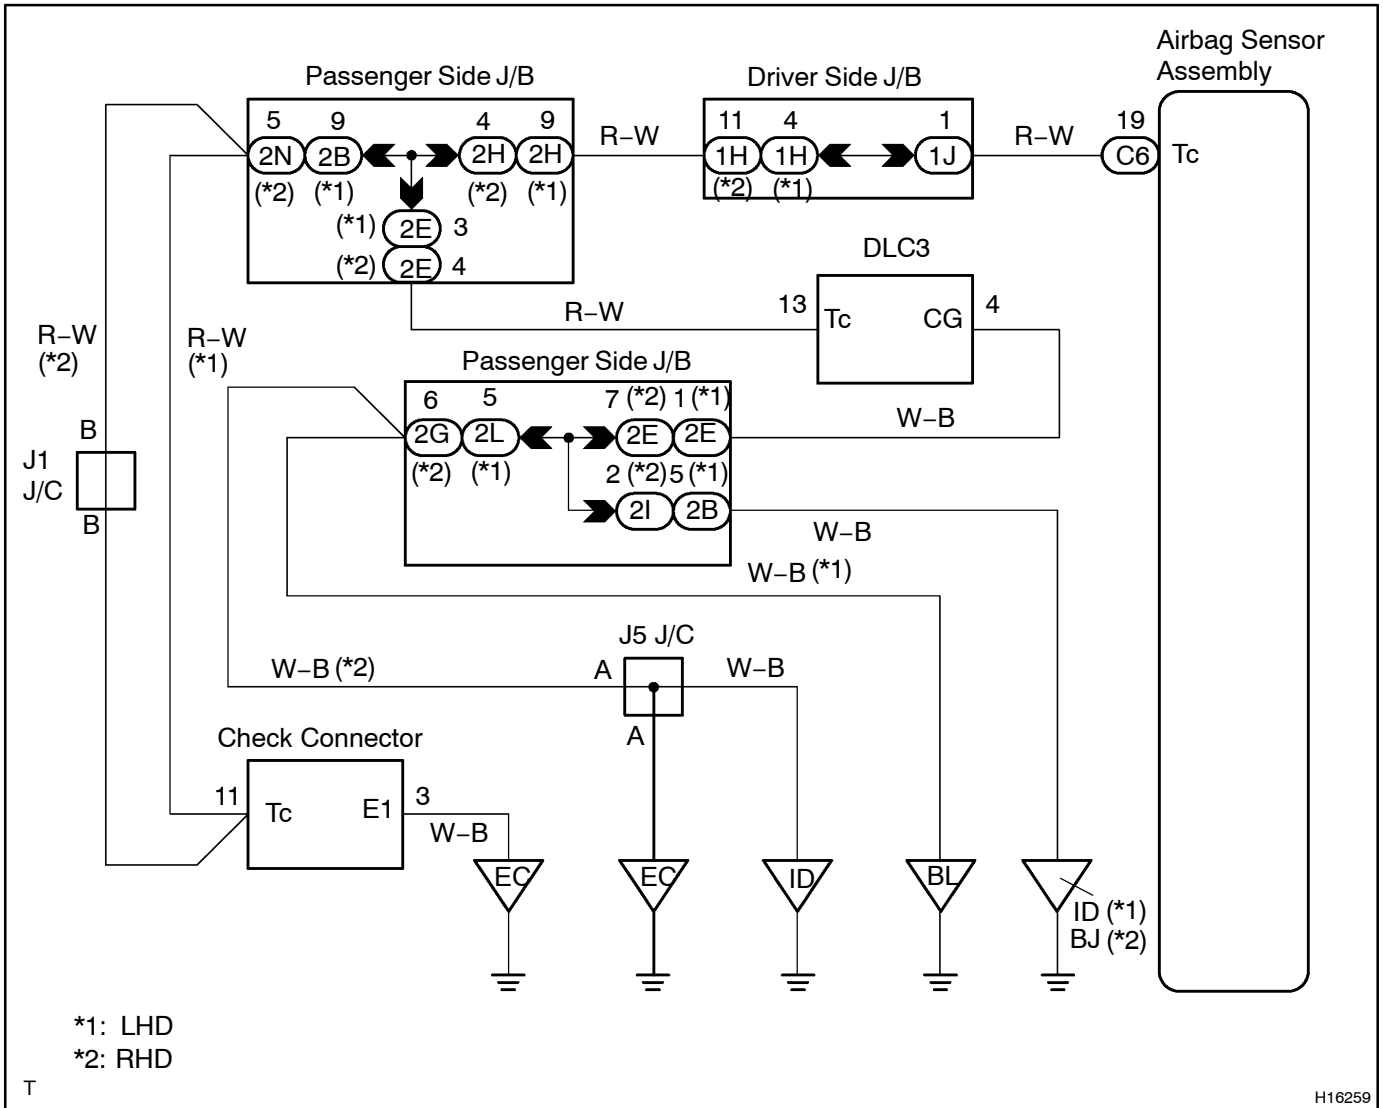 Airbag Sensor
Assembly
Passenger Side J/B
Driver Side J/B
5 9 4 9
R−W
11 4 1
R−W
19
2N 2B 2H 2H
1H 1H 1J
C6 Tc
(*2) (*1) (*2) (*1)
(*2) (*1)
(*1) 2E 3
(*2) 2E 4
DLC3
R−W
13 Tc CG 4
R−W
(*2)
R−W
(*1)
Passenger Side J/B
6 5 7 (*2) 1 (*1)
W−B
2G 2L 2E 2E
(*2) (*1) 2 (*2) 5 (*1)
2I 2B
W−B
W−B (*1)
B
J1
J/C
B
J5 J/C
W−B (*2)
A
W−B
A
Check Connector
11 Tc E1 3
W−B
EC EC ID BL
ID (*1)
BJ (*2)
*1: LHD
*2: RHD
T
H16259